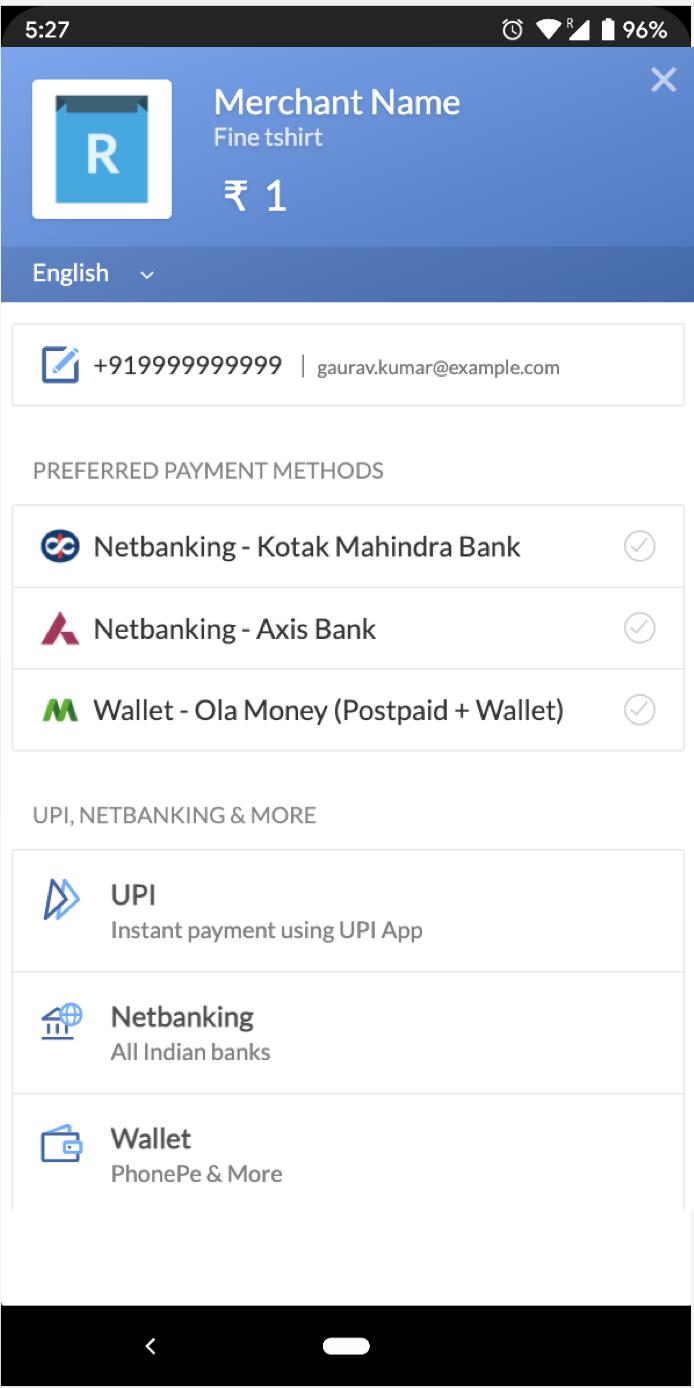 5:27
R
96%
Merchant Name
Fine tshirt
₹ 1
R
English
+919999999999 | gaurav.kumar@example.com
PREFERRED PAYMENT METHODS
Netbanking - Kotak Mahindra Bank
Netbanking - Axis Bank
Wallet - Ola Money (Postpaid + Wallet)
UPI, NETBANKING & MORE
UPI
Instant payment using UPI App
Netbanking
All Indian banks
Wallet
PhonePe & More